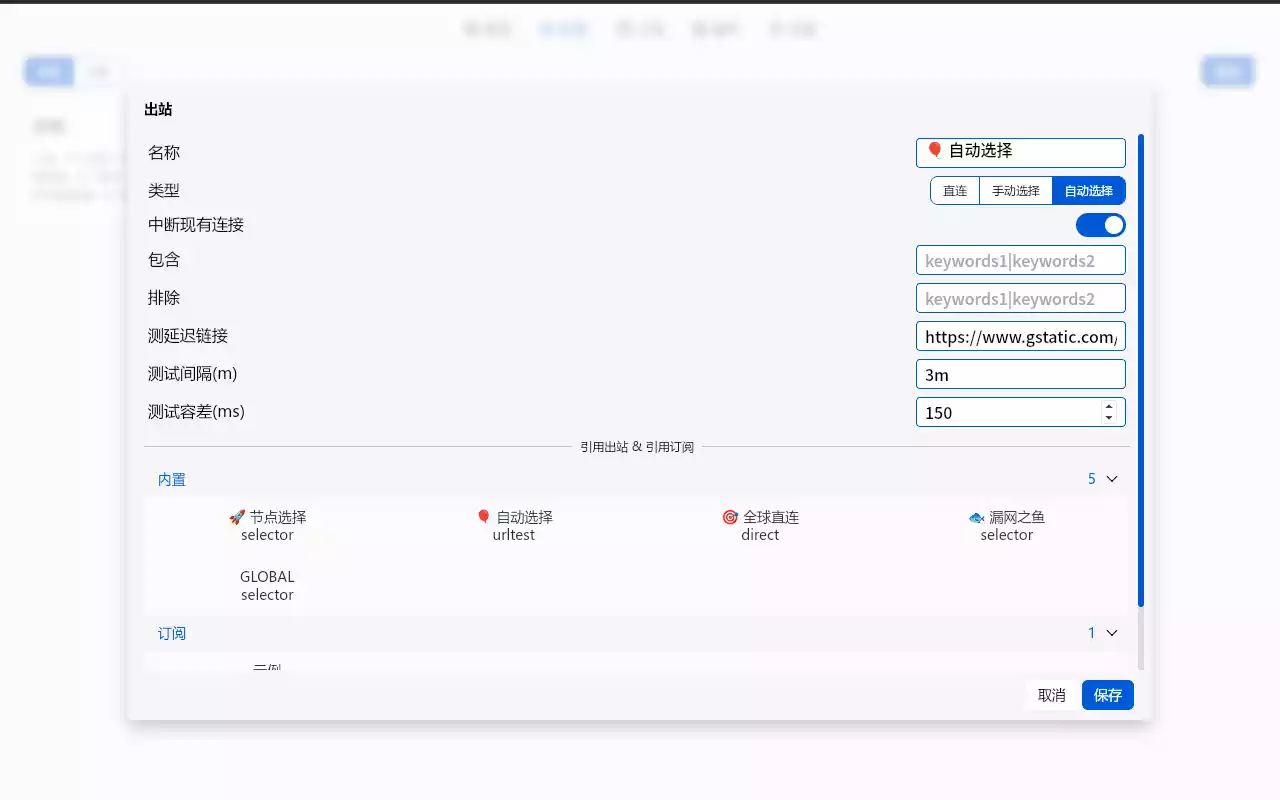 出站
名称
🎈 自动选择
类型
直连 手动选择 自动选择
中断现有连接
包含
keywords1|keywords2
排除
keywords1|keywords2
测延迟链接
https://www.gstatic.com/
测试间隔(m)
3m
测试容差(ms)
150
引用出站 & 引用订阅
内置
5
🚀 节点选择
selector
🎈 自动选择
urltest
🎯 全球直连
direct
🐟 漏网之鱼
selector
GLOBAL
selector
订阅
1
示例
取消
保存